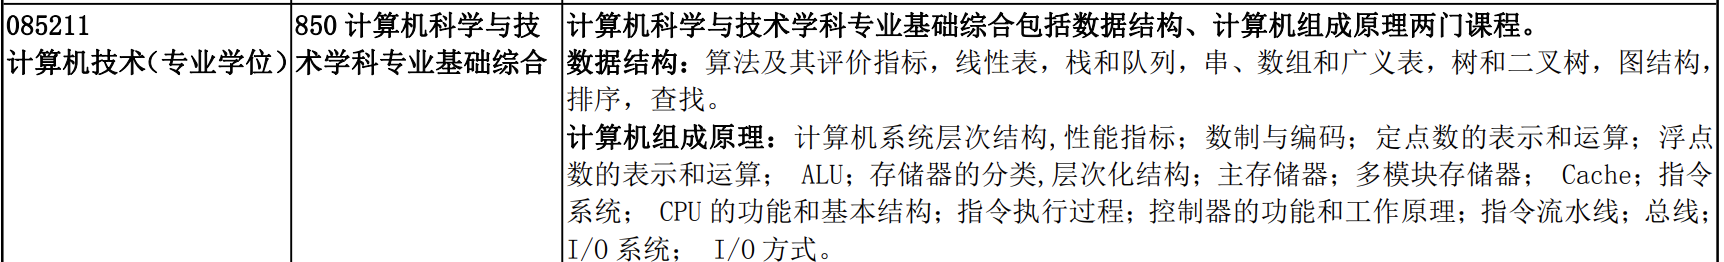 085211
计算机技术（专业学位）
850 计算机科学与技
术学科专业基础综合
计算机科学与技术学科专业基础综合包括数据结构、计算机组成原理两门课程。
数据结构：算法及其评价指标，线性表，栈和队列，串、数组和广义表，树和二叉树，图结构，
排序，查找。
计算机组成原理：计算机系统层次结构,性能指标；数制与编码；定点数的表示和运算；浮点
数的表示和运算； ALU；存储器的分类,层次化结构；主存储器；多模块存储器； Cache；指令
系统； CPU 的功能和基本结构；指令执行过程；控制器的功能和工作原理；指令流水线；总线；
I/O 系统； I/O 方式。